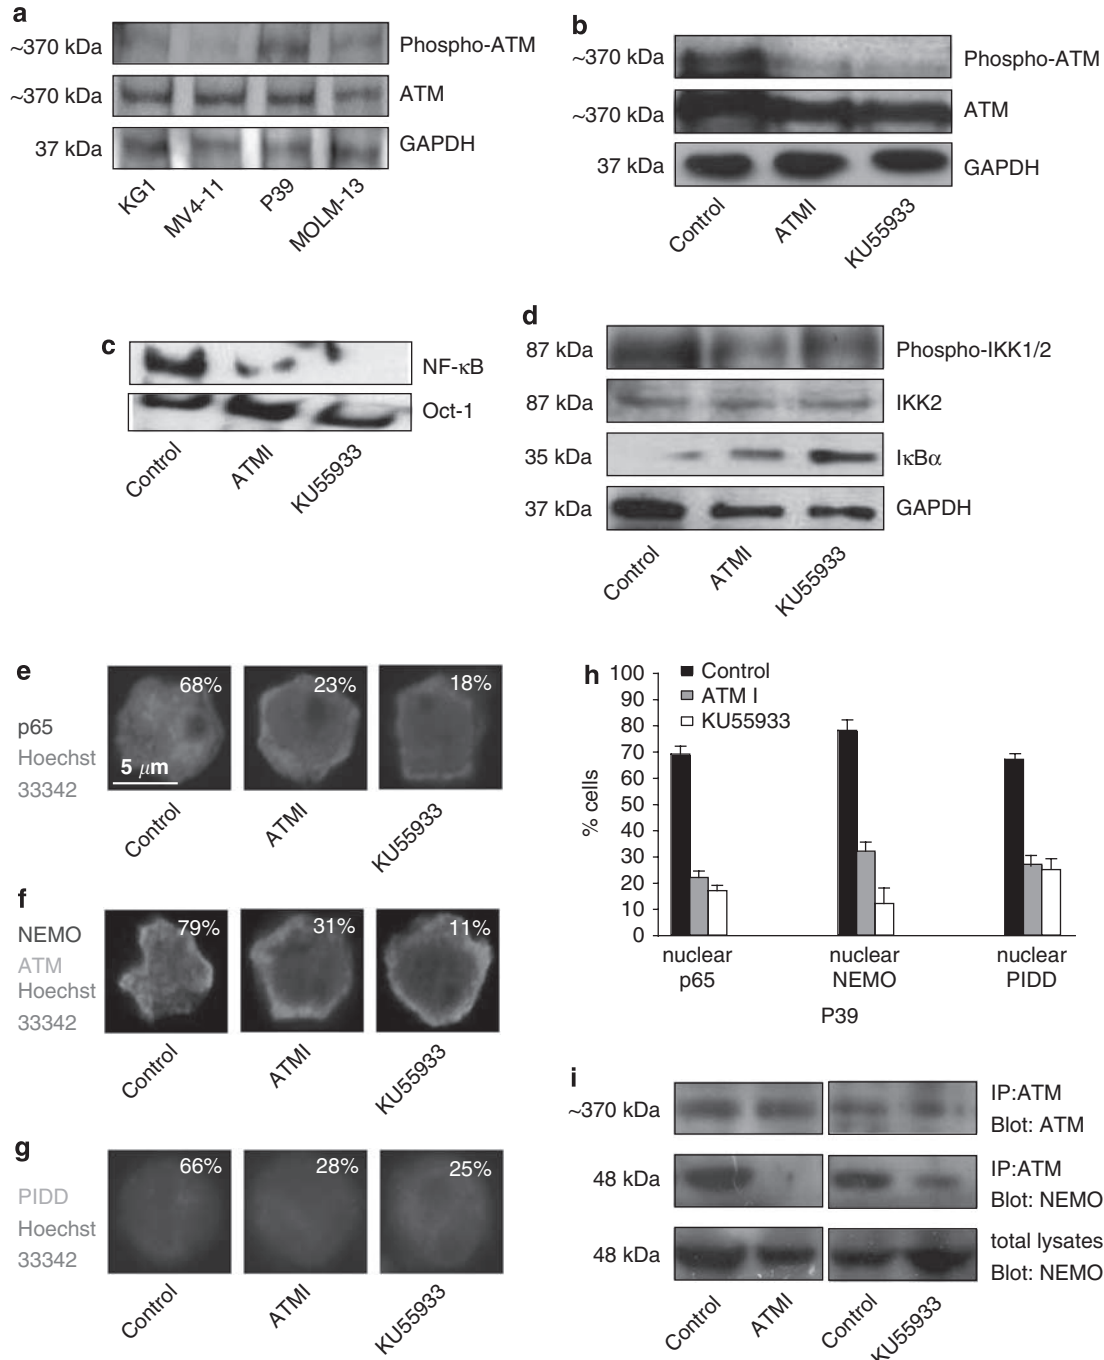 a
~370 kDa
Phospho-ATM
~370 kDa
ATM
37 kDa
GAPDH
KG1
MV4-11
P39
MOLM-13
b
~370 kDa
Phospho-ATM
~370 kDa
ATM
37 kDa
GAPDH
Control
ATMI
KU55933
c
NF-κB
Oct-1
Control
ATMI
KU55933
d
87 kDa
Phospho-IKK1/2
87 kDa
IKK2
35 kDa
IκBα
37 kDa
GAPDH
Control
ATMI
KU55933
e
p65
Hoechst
33342
68%
23%
18%
5 μm
Control
ATMI
KU55933
f
NEMO
ATM
Hoechst
33342
79%
31%
11%
Control
ATMI
KU55933
g
PIDD
Hoechst
33342
66%
28%
25%
Control
ATMI
KU55933
h
Control
ATM I
KU55933
% cells
100
90
80
70
60
50
40
30
20
10
0
nuclear
p65
nuclear
NEMO
nuclear
PIDD
P39
i
~370 kDa
IP:ATM
Blot: ATM
48 kDa
IP:ATM
Blot: NEMO
48 kDa
total lysates
Blot: NEMO
Control
ATMI
Control
KU55933